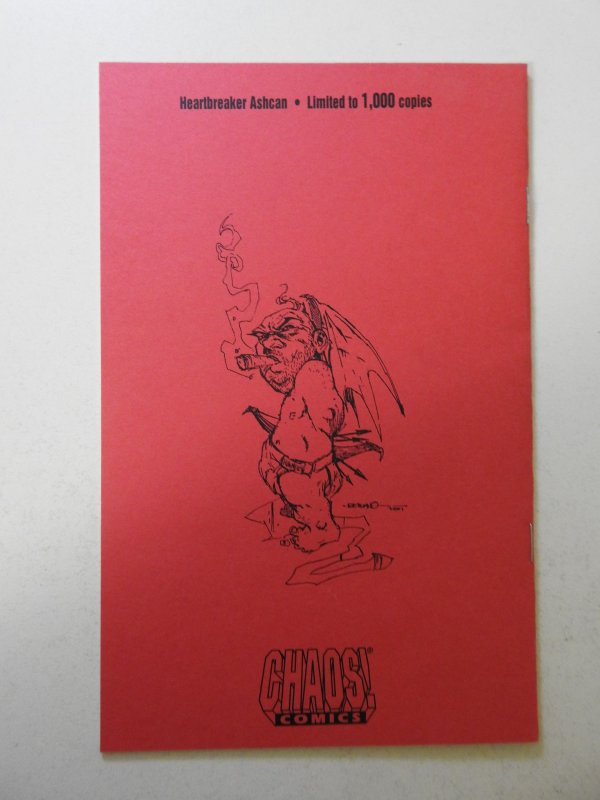 Heartbreaker Ashcan • Limited to 1,000 copies
CHAOS!®
COMICS